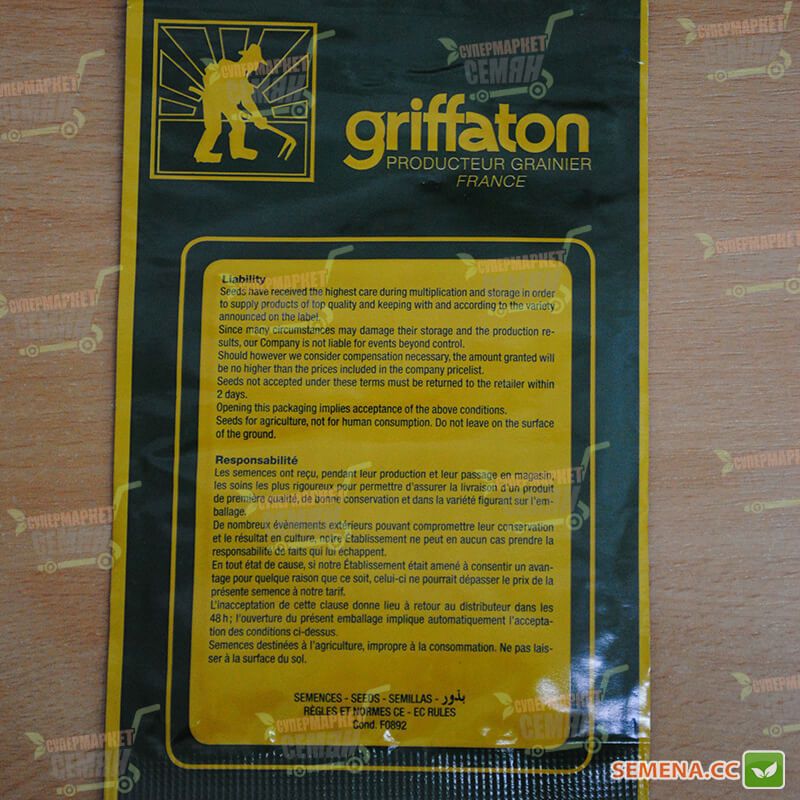 griffaton
PRODUCTEUR GRAINIER
FRANCE
Liability
Seeds have received the highest care during multiplication and storage in order
to supply products of top quality and keeping with and according to the variety
announced on the label.
Since many circumstances may damage their storage and the production re-
sults, our Company is not liable for events beyond control.
Should however we consider compensation necessary, the amount granted will
be no higher than the prices included in the company pricelist.
Seeds not accepted under these terms must be returned to the retailer within
2 days.
Opening this packaging implies acceptance of the above conditions.
Seeds for agriculture, not for human consumption. Do not leave on the surface
of the ground.
Responsabilité
Les semences ont reçu, pendant leur production et leur passage en magasin,
les soins les plus rigoureux pour permettre d'assurer la livraison d'un produit
de première qualité, de bonne conservation et dans la variété figurant sur l'em-
ballage.
De nombreux évènements extérieurs pouvant compromettre leur conservation
et le résultat en culture, notre Établissement ne peut en aucun cas prendre la
responsabilité de faits qui lui échappent.
En tout état de cause, si notre Établissement était amené à consentir un avan-
tage pour quelque raison que ce soit, celui-ci ne pourrait dépasser le prix de la
présente semence à notre tarif.
L'inacceptation de cette clause donne lieu à retour au distributeur dans les
48 h ; l'ouverture du présent emballage implique automatiquement l'accepta-
tion des conditions ci-dessus.
Semences destinées à l'agriculture, impropre à la consommation. Ne pas lais-
ser à la surface du sol.
SEMENCES - SEEDS - SEMILLAS - بذور
RÈGLES ET NORMES CE - EC RULES
Cond. F0892
СУПЕРМАРКЕТ
СЕМЯН
SEMENA.CC